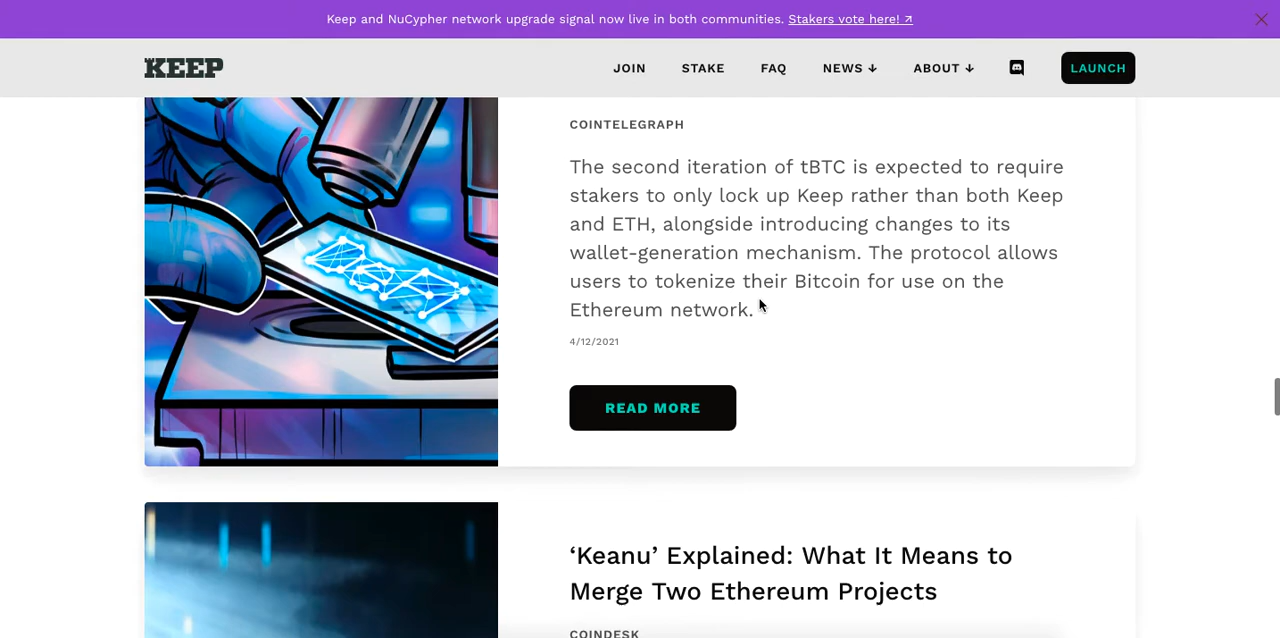 Keep and NuCypher network upgrade signal now live in both communities. Stakers vote here! ↗
KEEP
JOIN
STAKE
FAQ
NEWS ↓
ABOUT ↓
LAUNCH
COINTELEGRAPH
The second iteration of tBTC is expected to require
stakers to only lock up Keep rather than both Keep
and ETH, alongside introducing changes to its
wallet-generation mechanism. The protocol allows
users to tokenize their Bitcoin for use on the
Ethereum network.
4/12/2021
READ MORE
‘Keanu’ Explained: What It Means to
Merge Two Ethereum Projects
COINDESK